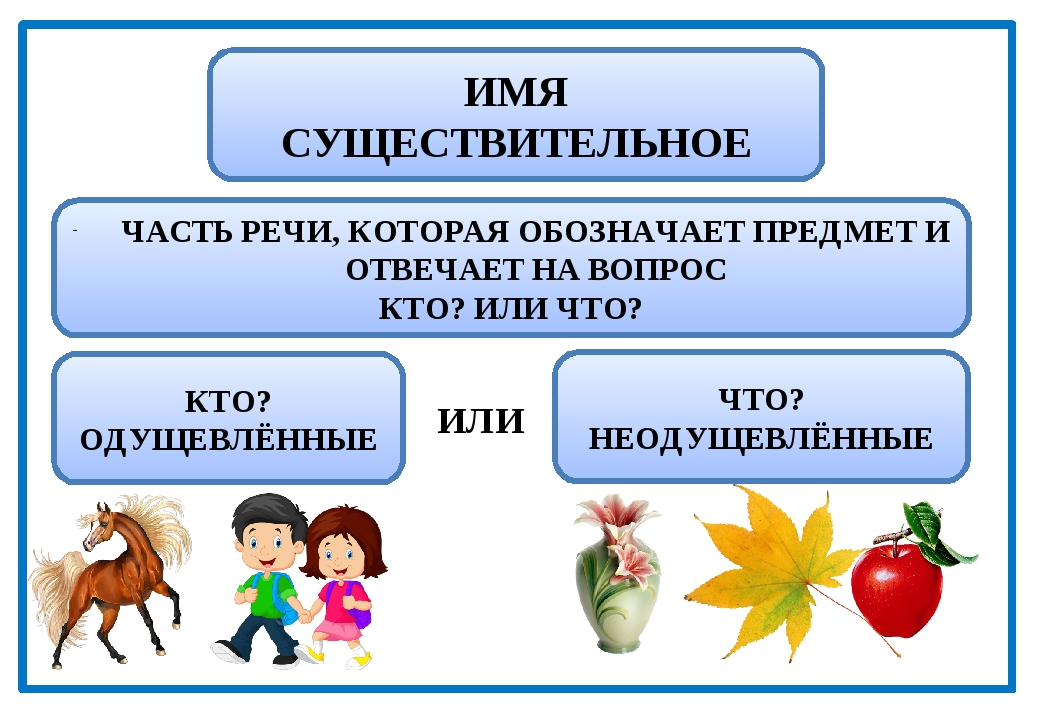 ИМЯ
СУЩЕСТВИТЕЛЬНОЕ
- ЧАСТЬ РЕЧИ, КОТОРАЯ ОБОЗНАЧАЕТ ПРЕДМЕТ И
ОТВЕЧАЕТ НА ВОПРОС
КТО? ИЛИ ЧТО?
КТО?
ОДУЩЕВЛЁННЫЕ
ИЛИ
ЧТО?
НЕОДУЩЕВЛЁННЫЕ